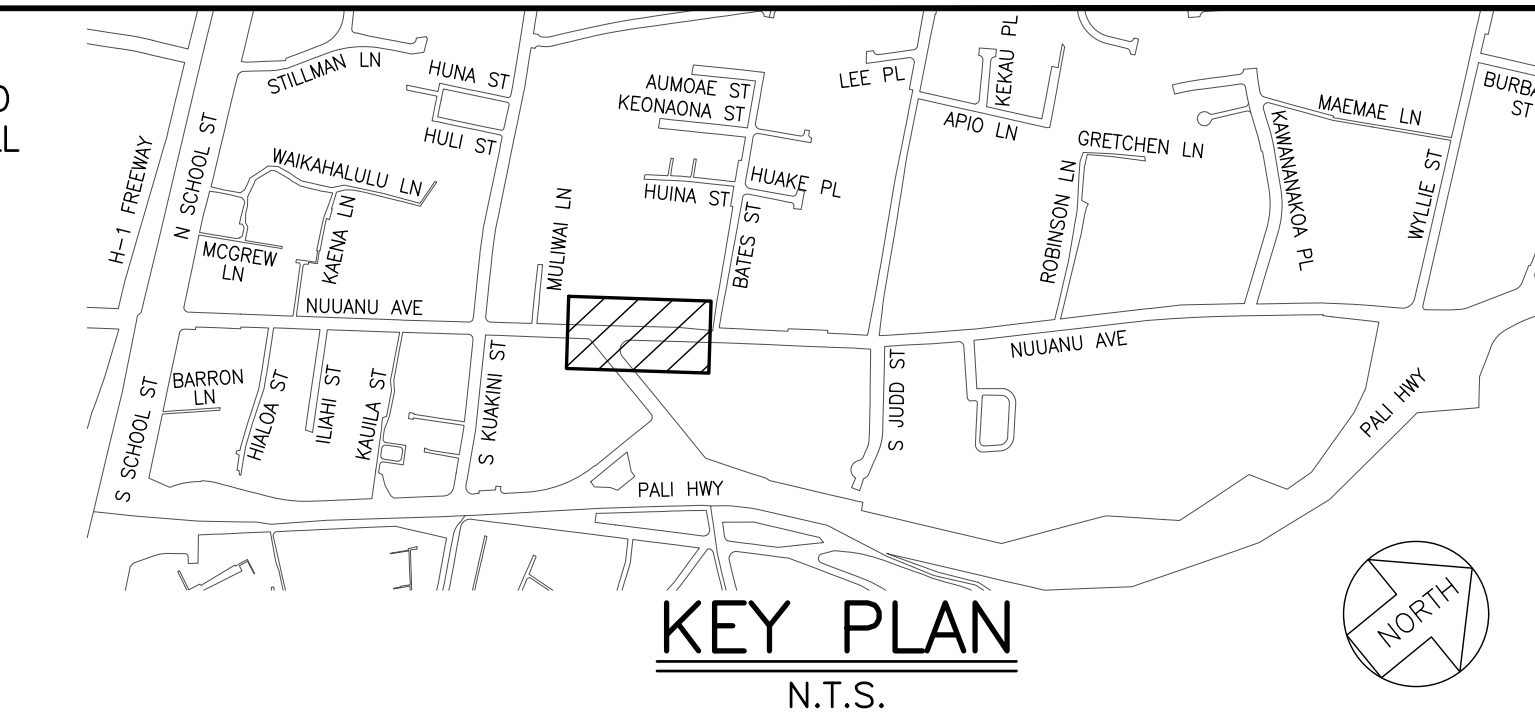 STILLMAN LN
HUNA ST
HULI ST
H-1 FREEWAY
N SCHOOL ST
WAIKAHALULU LN
MCGREW
LN
KAENA LN
NUUANU AVE
MULIWAI LN
AUMOAE ST
KEONAONA ST
HUINA ST
HUAKE PL
BATES ST
LEE PL
KEKAU PL
APIO LN
GRETCHEN LN
ROBINSON LN
KAWANANAKOA PL
MAEMAE LN
WYLLIE ST
ST
S SCHOOL ST
BARRON
LN
HIALOA ST
ILIAHI ST
KAUILA ST
S KUAKINI ST
S JUDD ST
NUUANU AVE
PALI HWY
PALI HWY
KEY PLAN
N.T.S.
NORTH